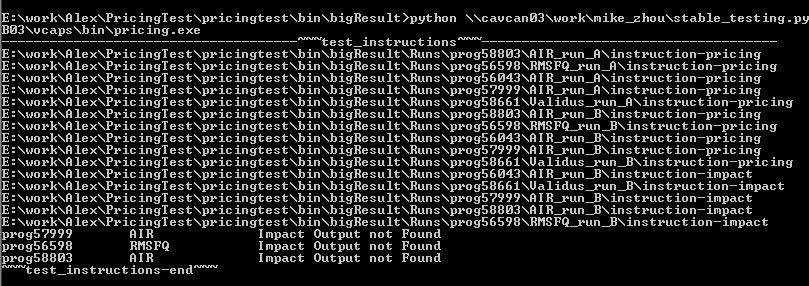 E:\work\Alex\PricingTest\pricingtest\bin\bigResult>python \\cavcan03\work\mike_zhou\stable_testing.py
B03\vcaps\bin\pricing.exe
---------------------------------~~~test_instructions~~~---------------------------------
E:\work\Alex\PricingTest\pricingtest\bin\bigResult\Runs\prog58803\AIR_run_A\instruction-pricing
E:\work\Alex\PricingTest\pricingtest\bin\bigResult\Runs\prog56598\RMSFQ_run_A\instruction-pricing
E:\work\Alex\PricingTest\pricingtest\bin\bigResult\Runs\prog56043\AIR_run_A\instruction-pricing
E:\work\Alex\PricingTest\pricingtest\bin\bigResult\Runs\prog57999\AIR_run_A\instruction-pricing
E:\work\Alex\PricingTest\pricingtest\bin\bigResult\Runs\prog58661\Validus_run_A\instruction-pricing
E:\work\Alex\PricingTest\pricingtest\bin\bigResult\Runs\prog58803\AIR_run_B\instruction-pricing
E:\work\Alex\PricingTest\pricingtest\bin\bigResult\Runs\prog56598\RMSFQ_run_B\instruction-pricing
E:\work\Alex\PricingTest\pricingtest\bin\bigResult\Runs\prog56043\AIR_run_B\instruction-pricing
E:\work\Alex\PricingTest\pricingtest\bin\bigResult\Runs\prog57999\AIR_run_B\instruction-pricing
E:\work\Alex\PricingTest\pricingtest\bin\bigResult\Runs\prog58661\Validus_run_B\instruction-pricing
E:\work\Alex\PricingTest\pricingtest\bin\bigResult\Runs\prog56043\AIR_run_B\instruction-impact
E:\work\Alex\PricingTest\pricingtest\bin\bigResult\Runs\prog58661\Validus_run_B\instruction-impact
E:\work\Alex\PricingTest\pricingtest\bin\bigResult\Runs\prog57999\AIR_run_B\instruction-impact
E:\work\Alex\PricingTest\pricingtest\bin\bigResult\Runs\prog58803\AIR_run_B\instruction-impact
E:\work\Alex\PricingTest\pricingtest\bin\bigResult\Runs\prog56598\RMSFQ_run_B\instruction-impact
prog57999 AIR Impact Output not Found
prog56598 RMSFQ Impact Output not Found
prog58803 AIR Impact Output not Found
~~~test_instructions-end~~~